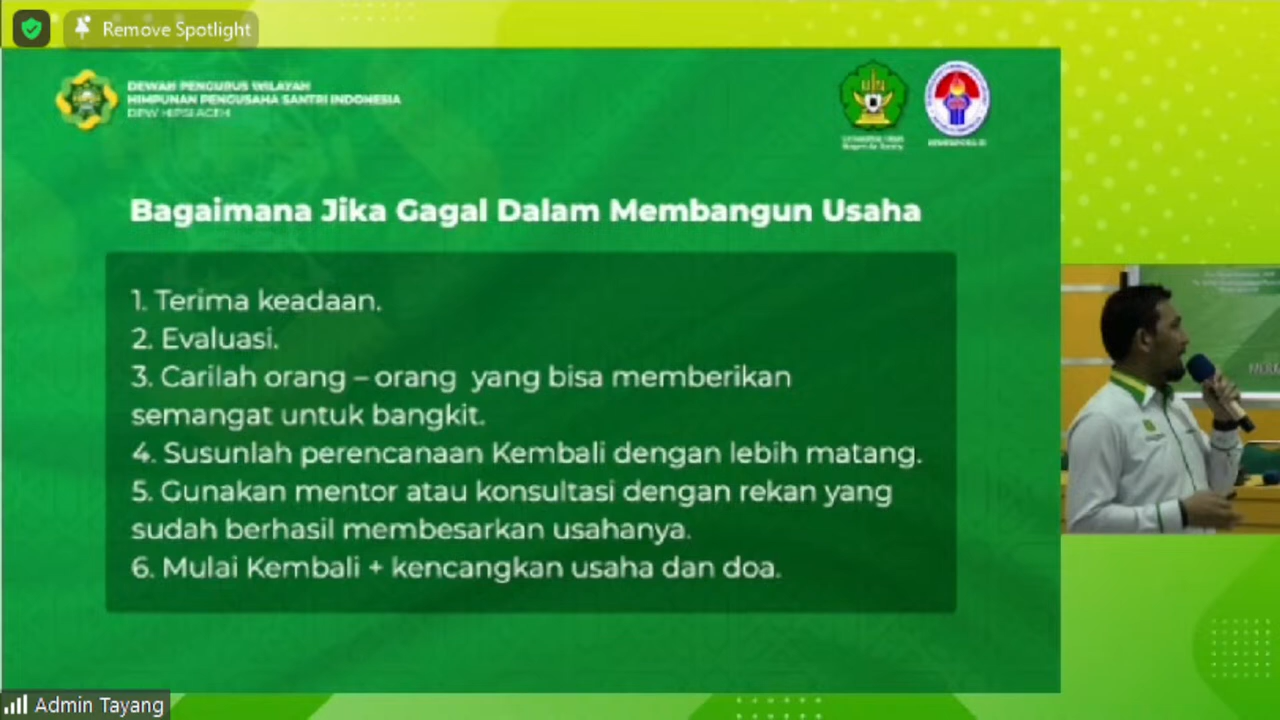 Remove Spotlight
DEWAN PENGURUS WILAYAH
HIMPUNAN PENGUSAHA SANTRI INDONESIA
DPW HIPSI ACEH
Bagaimana Jika Gagal Dalam Membangun Usaha
1. Terima keadaan.
2. Evaluasi.
3. Carilah orang – orang yang bisa memberikan
semangat untuk bangkit.
4. Susunlah perencanaan Kembali dengan lebih matang.
5. Gunakan mentor atau konsultasi dengan rekan yang
sudah berhasil membesarkan usahanya.
6. Mulai Kembali + kencangkan usaha dan doa.
Admin Tayang